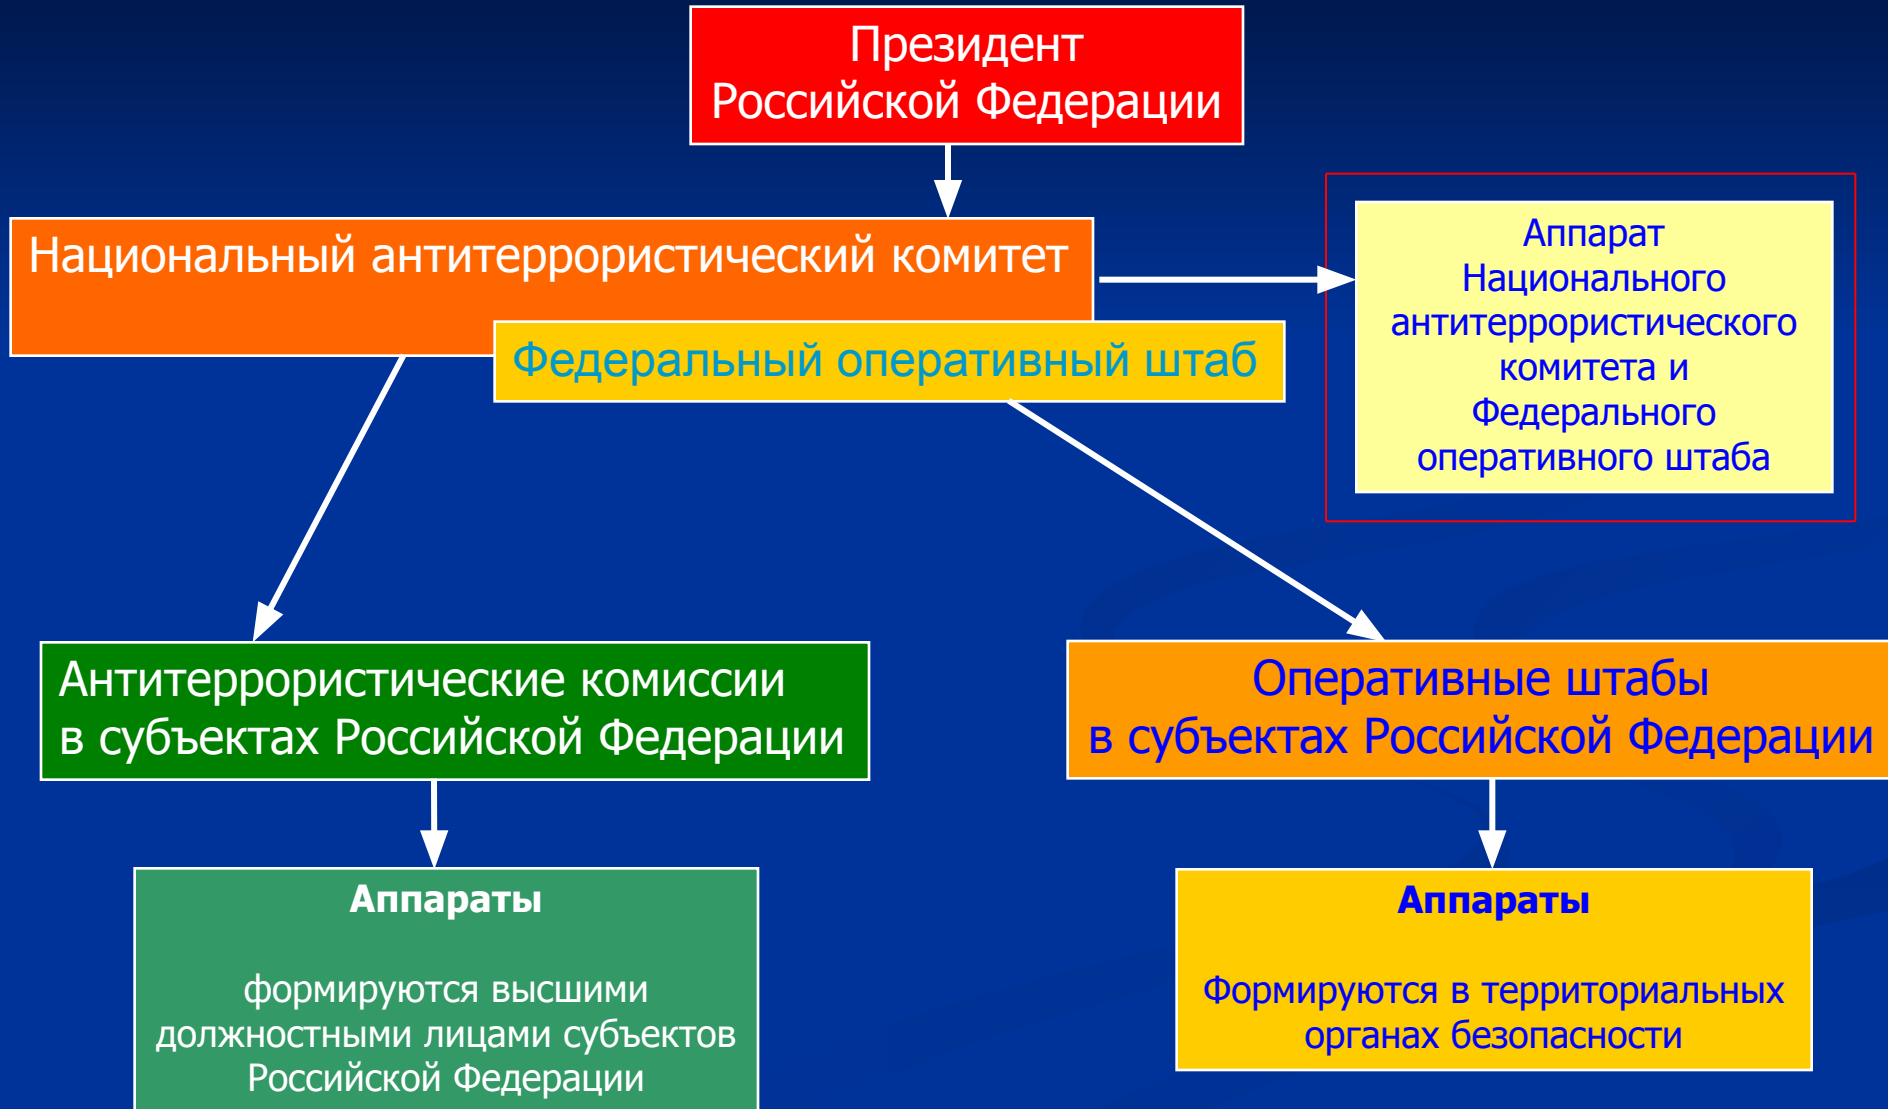 Президент
Российской Федерации
Национальный антитеррористический комитет
Федеральный оперативный штаб
Аппарат
Национального
антитеррористического
комитета и
Федерального
оперативного штаба
Антитеррористические комиссии
в субъектах Российской Федерации
Оперативные штабы
в субъектах Российской Федерации
Аппараты
формируются высшими
должностными лицами субъектов
Российской Федерации
Аппараты
Формируются в территориальных
органах безопасности